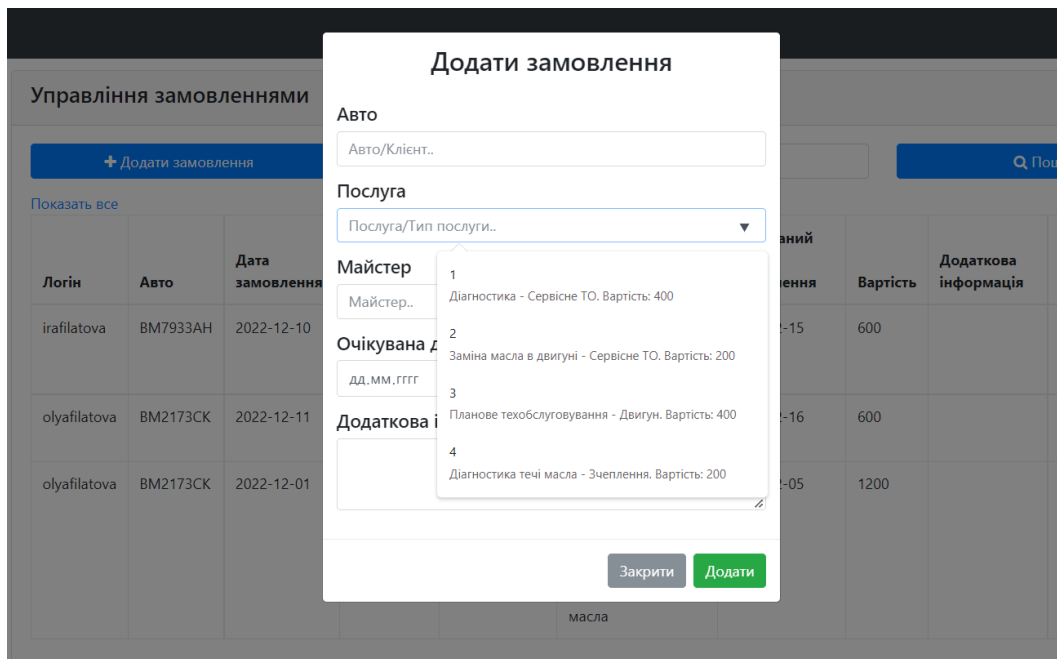 Додати замовлення
Управління замовленнями
Авто
Авто/Клієнт..
Додати замовлення
Послуга
Показать все
Послуга/Тип послуги..
Логін
Авто
Дата замовлення
Вартість
Додаткова інформація
Майстер
Майстер..
1
Діагностика - Сервісне ТО. Вартість: 400
2
Заміна масла в двигуні - Сервісне ТО. Вартість: 200
3
Планове техобслуговування - Двигун. Вартість: 400
4
Діагностика течі масла - Зчеплення. Вартість: 200
Очікувана
дд.мм.гггг
Додаткова
irafilatova BM7933AH 2022-12-10 -15 600
olyafilatova BM2173CK 2022-12-11 -16 600
olyafilatova BM2173CK 2022-12-01 -05 1200
Закрити
Додати
масла